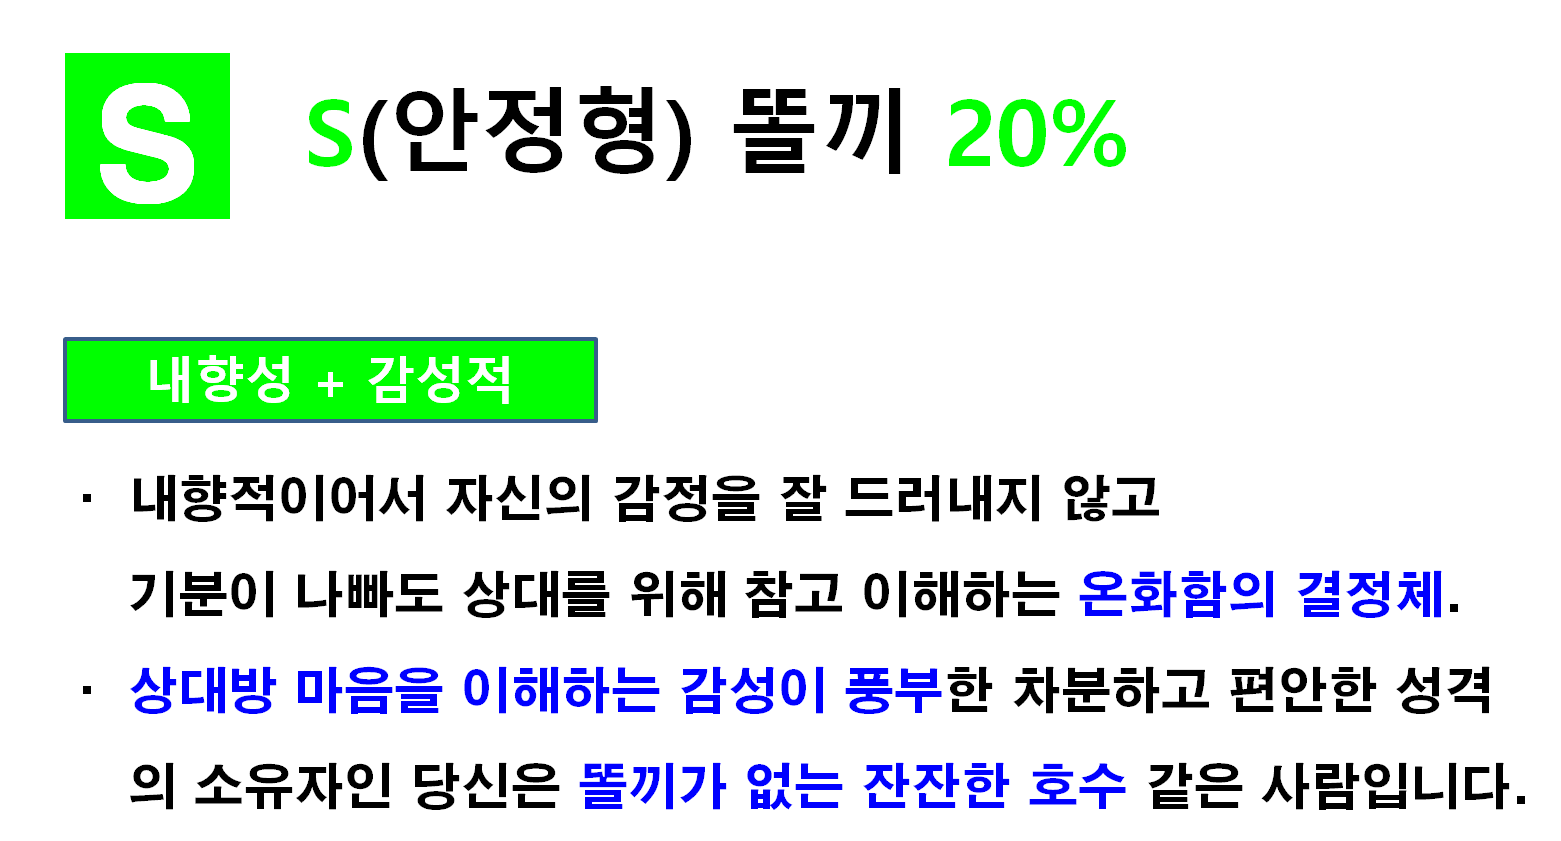 S S(안정형) 똘끼 20%
내향성 + 감성적
· 내향적이어서 자신의 감정을 잘 드러내지 않고
기분이 나빠도 상대를 위해 참고 이해하는 온화함의 결정체.
· 상대방 마음을 이해하는 감성이 풍부한 차분하고 편안한 성격
의 소유자인 당신은 똘끼가 없는 잔잔한 호수 같은 사람입니다.